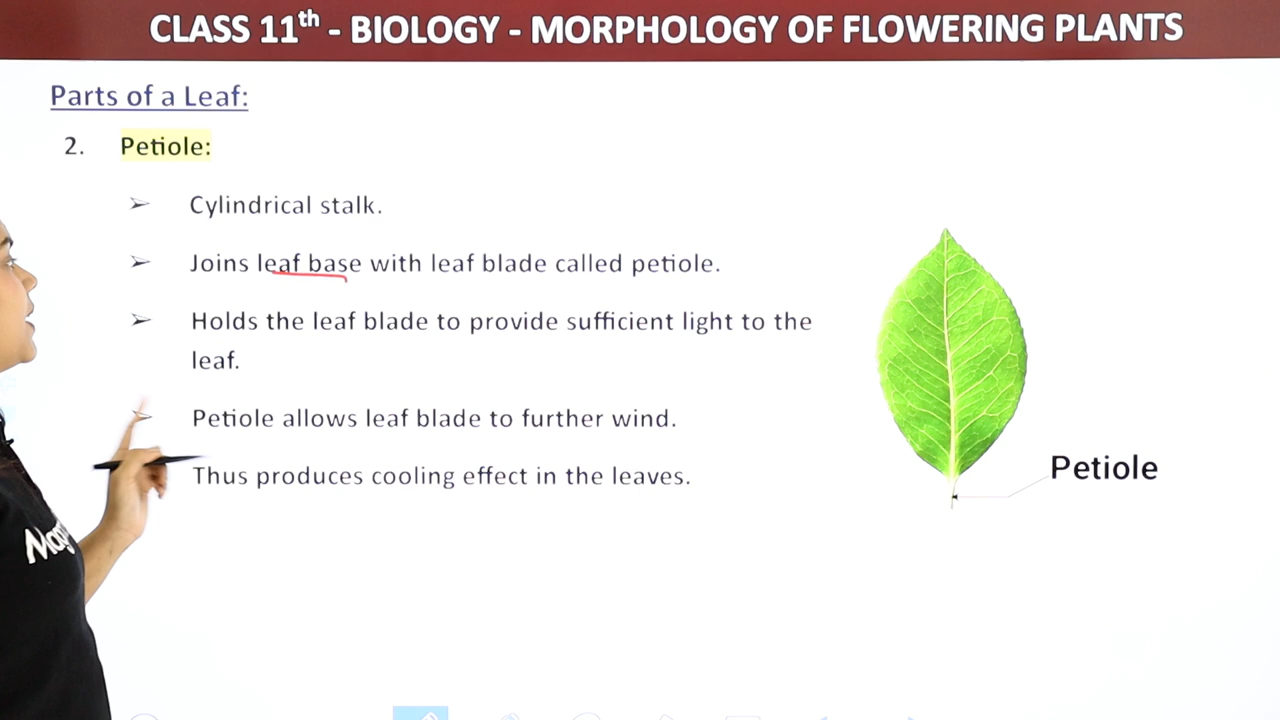 CLASS 11th - BIOLOGY - MORPHOLOGY OF FLOWERING PLANTS
Parts of a Leaf:
2. Petiole:
➢ Cylindrical stalk.
➢ Joins leaf base with leaf blade called petiole.
➢ Holds the leaf blade to provide sufficient light to the
leaf.
➢ Petiole allows leaf blade to further wind.
Thus produces cooling effect in the leaves.
Petiole